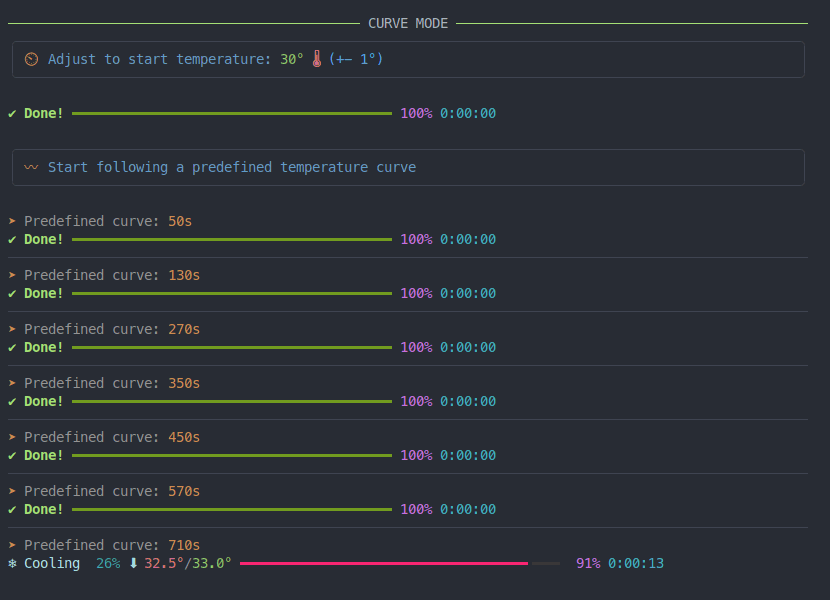 CURVE MODE
Adjust to start temperature: 30° 🌡 (+− 1°)
✔ Done! 100% 0:00:00
Start following a predefined temperature curve
➤ Predefined curve: 50s
✔ Done! 100% 0:00:00
➤ Predefined curve: 130s
✔ Done! 100% 0:00:00
➤ Predefined curve: 270s
✔ Done! 100% 0:00:00
➤ Predefined curve: 350s
✔ Done! 100% 0:00:00
➤ Predefined curve: 450s
✔ Done! 100% 0:00:00
➤ Predefined curve: 570s
✔ Done! 100% 0:00:00
➤ Predefined curve: 710s
❄ Cooling 26% ⬇ 32.5°/33.0° 91% 0:00:13